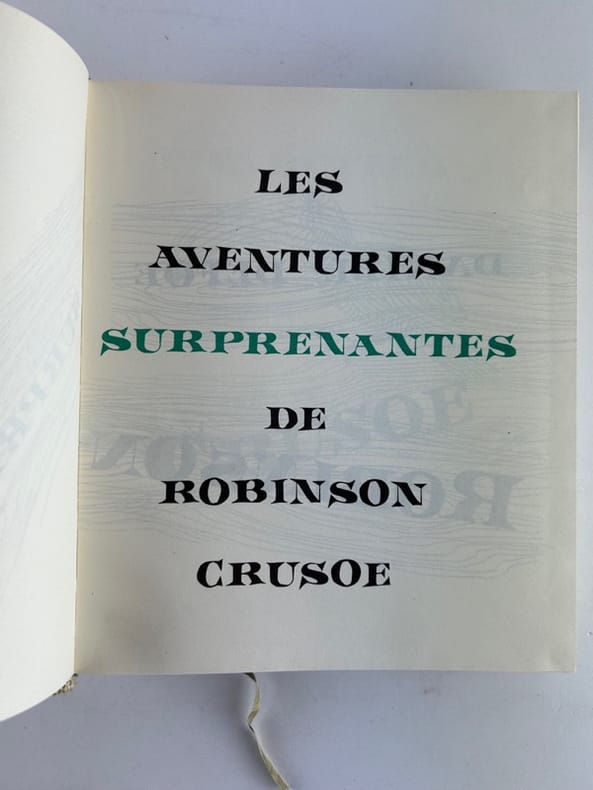 LES
AVENTURES
SURPRENANTES
DE
ROBINSON
CRUSOE